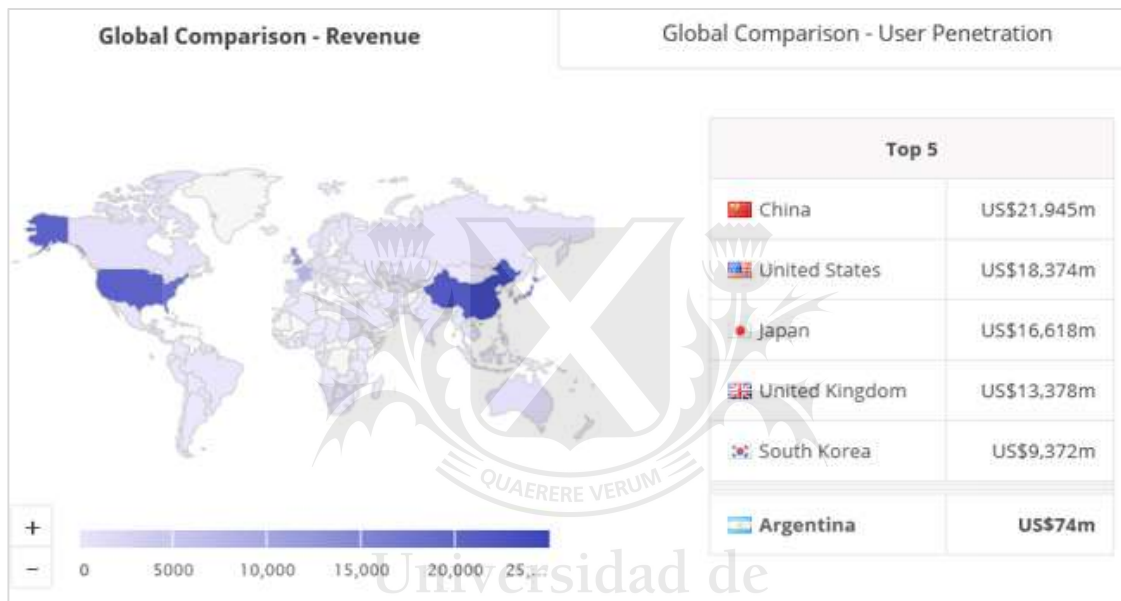 Global Comparison - Revenue
Global Comparison - User Penetration
Top 5
China US$21,945m
United States US$18,374m
Japan US$16,618m
United Kingdom US$13,378m
South Korea US$9,372m
Argentina US$74m
QUAERERE VERUM
+
−
0 5000 10,000 15,000 20,000 25,...
Universidad de